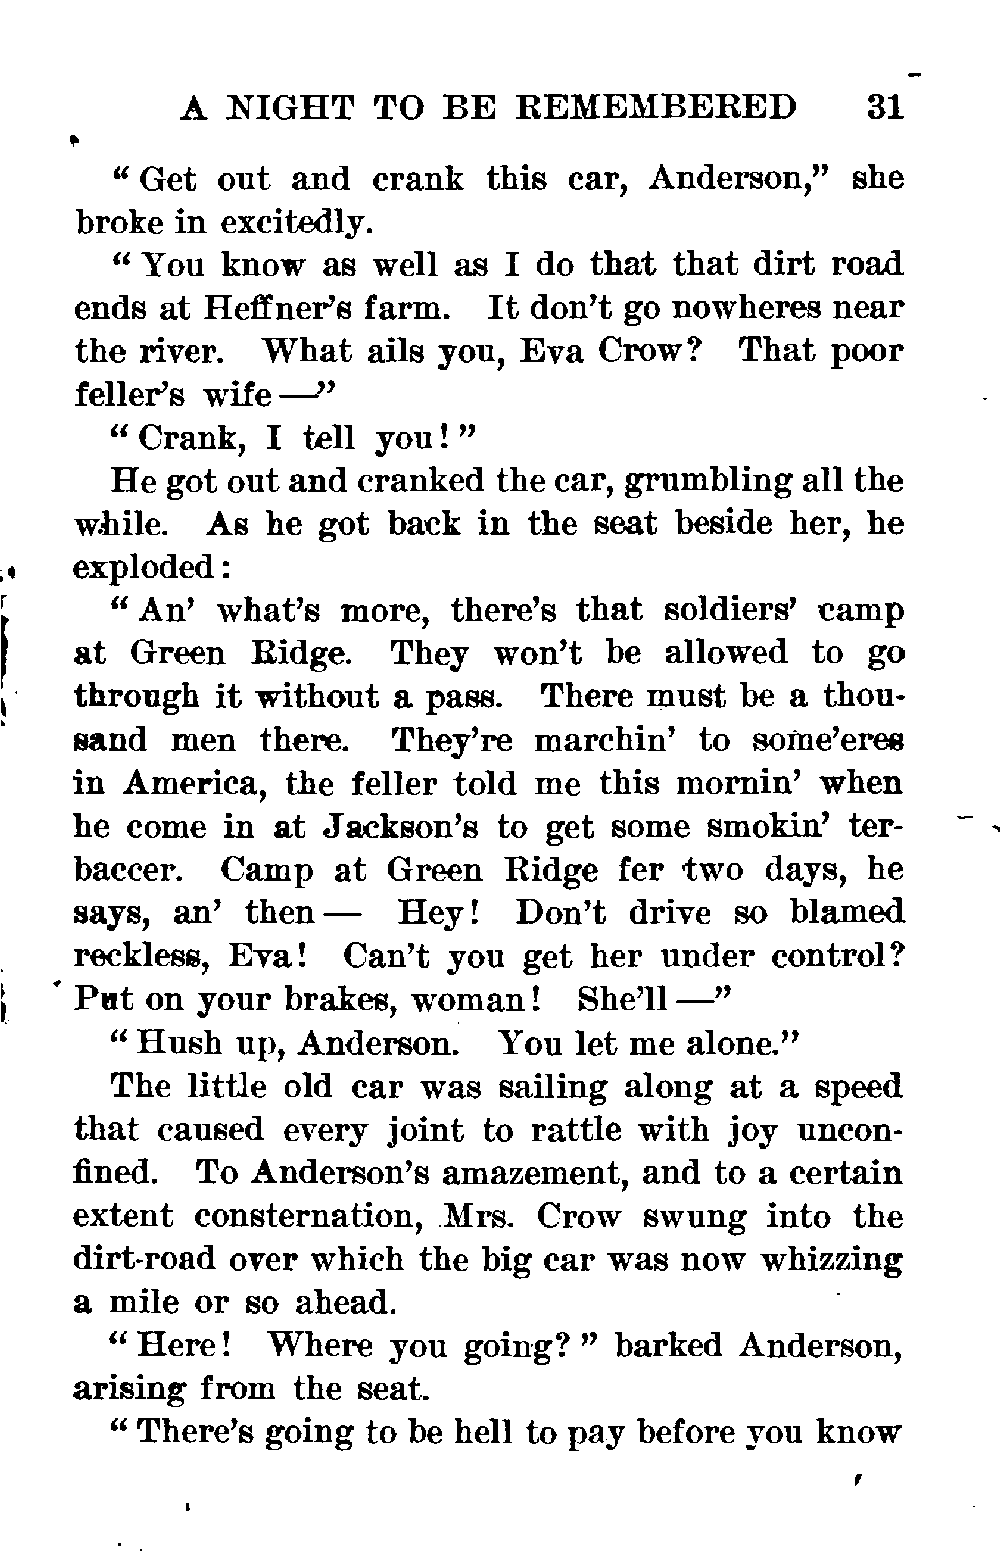 A NIGHT TO BE REMEMBERED 31
“ Get out and crank this car, Anderson,” she
broke in excitedly.
“ You know as well as I do that that dirt road
ends at Heffner’s farm. It don’t go nowheres near
the river. What ails you, Eva Crow? That poor
feller’s wife —”
“ Crank, I tell you! ”
He got out and cranked the car, grumbling all the
while. As he got back in the seat beside her, he
exploded:
“ An’ what’s more, there’s that soldiers’ camp
at Green Ridge. They won’t be allowed to go
through it without a pass. There must be a thou-
sand men there. They’re marchin’ to some’eres
in America, the feller told me this mornin’ when
he come in at Jackson’s to get some smokin’ ter-
baccer. Camp at Green Ridge fer two days, he
says, an’ then — Hey! Don’t drive so blamed
reckless, Eva! Can’t you get her under control?
Put on your brakes, woman! She’ll —”
“ Hush up, Anderson. You let me alone.”
The little old car was sailing along at a speed
that caused every joint to rattle with joy uncon-
fined. To Anderson’s amazement, and to a certain
extent consternation, Mrs. Crow swung into the
dirt-road over which the big car was now whizzing
a mile or so ahead.
“ Here! Where you going? ” barked Anderson,
arising from the seat.
“ There’s going to be hell to pay before you know